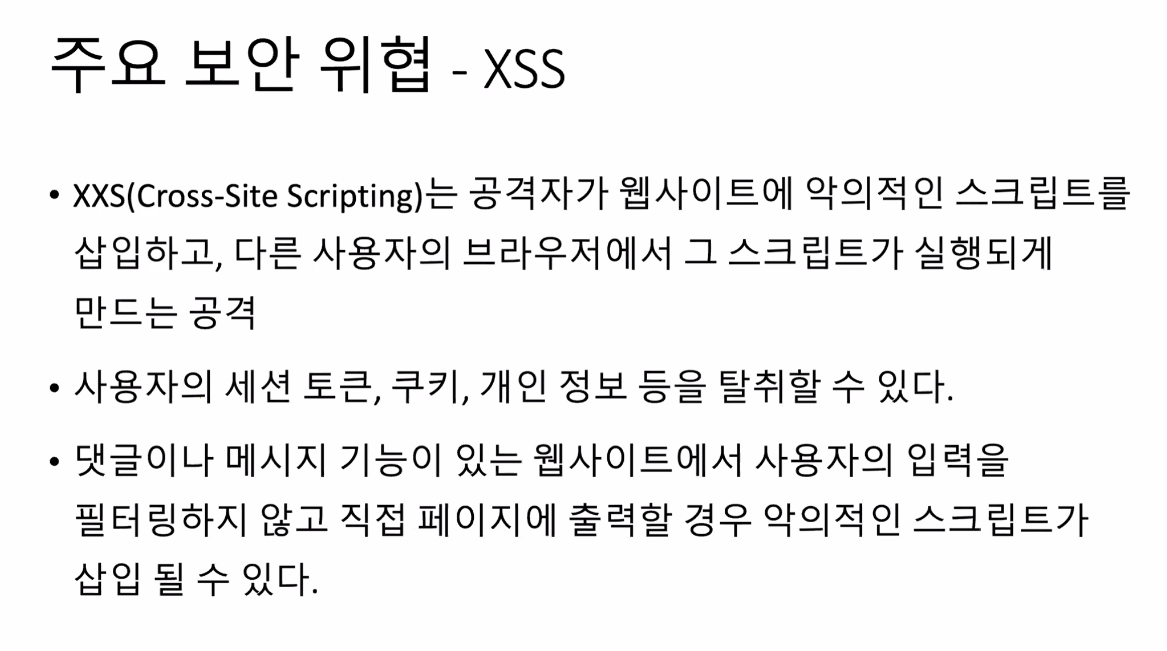 주요 보안 위협 - XSS
• XXS(Cross-Site Scripting)는 공격자가 웹사이트에 악의적인 스크립트를
삽입하고, 다른 사용자의 브라우저에서 그 스크립트가 실행되게
만드는 공격
• 사용자의 세션 토큰, 쿠키, 개인 정보 등을 탈취할 수 있다.
• 댓글이나 메시지 기능이 있는 웹사이트에서 사용자의 입력을
필터링하지 않고 직접 페이지에 출력할 경우 악의적인 스크립트가
삽입 될 수 있다.